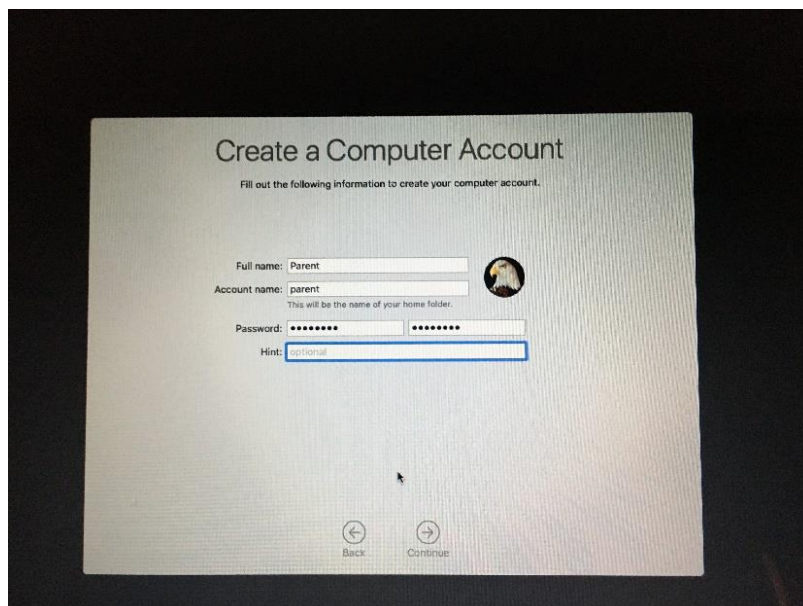 Create a Computer Account
Fill out the following information to create your computer account.
Full name: Parent
Account name: parent
This will be the name of your home folder.
Password: •••••••• ••••••••
Hint: optional
Back Continue